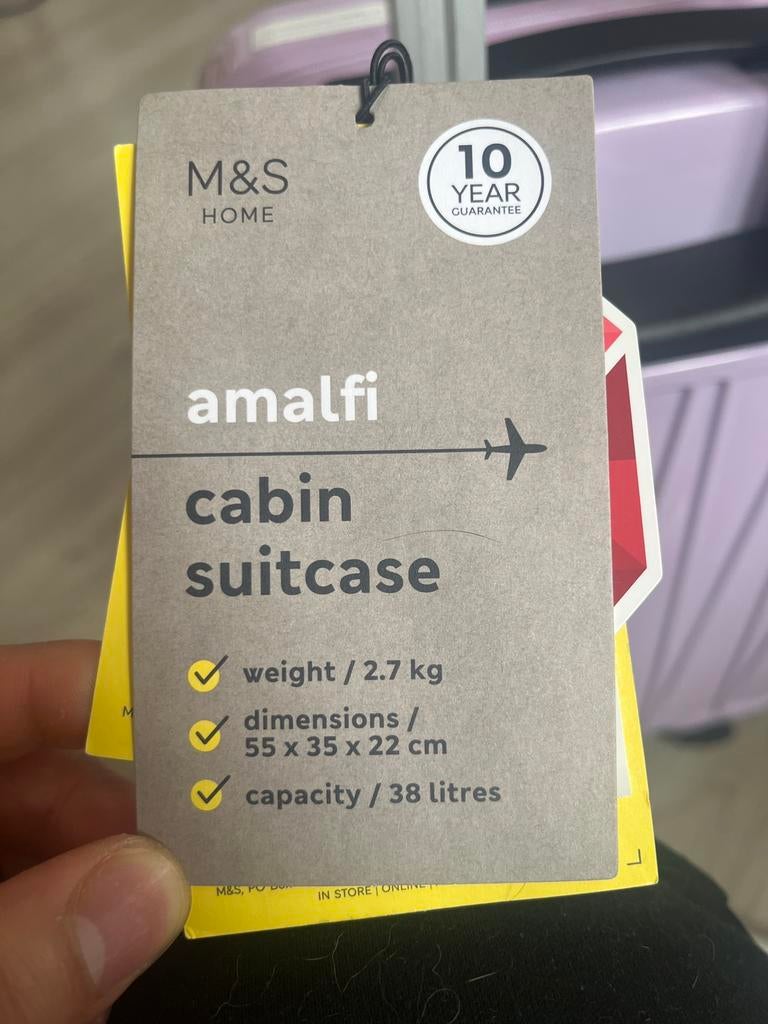 M&S
HOME
10
YEAR
GUARANTEE
amalfi
cabin
suitcase
weight / 2.7 kg
dimensions /
55 x 35 x 22 cm
capacity / 38 litres
M
M&S, PO
IN STORE | ONLINE |